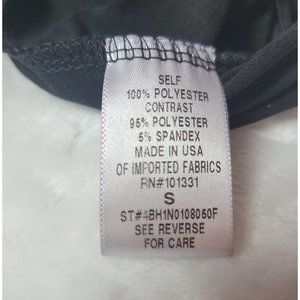 SELF
100% POLYESTER
CONTRAST
95% POLYESTER
5% SPANDEX
MADE IN USA
OF IMPORTED FABRICS
RN#101331
S
ST#4BH1N0108050F
SEE REVERSE
FOR CARE